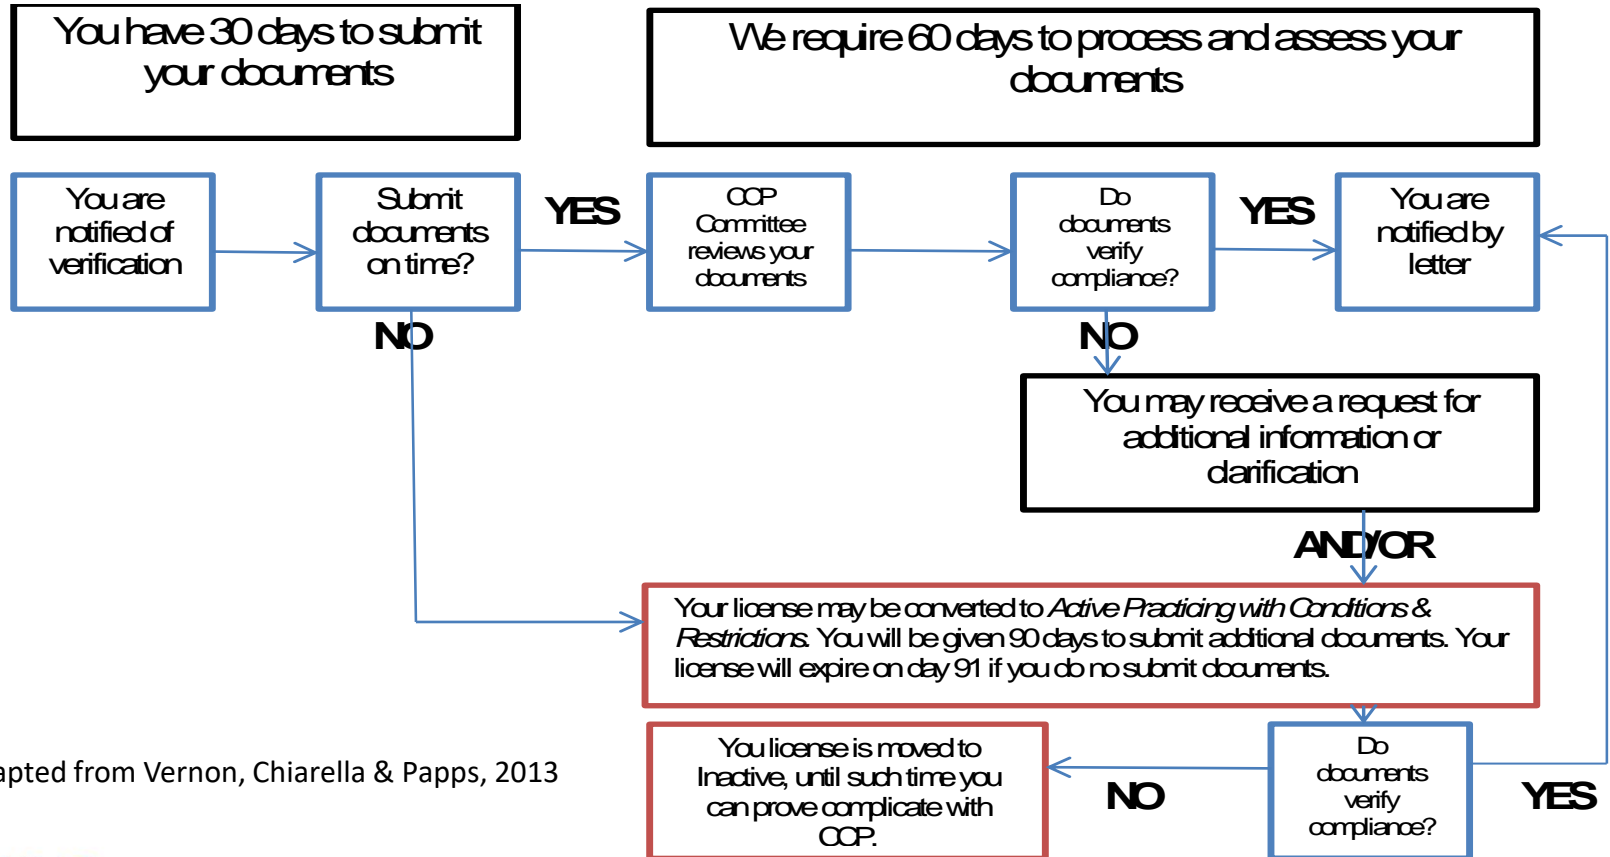 You have 30 days to submit
your documents
We require 60 days to process and assess your
documents
You are
notified of
verification
Submit
documents
on time?
YES
CCP
Committee
reviews your
documents
Do
documents
verify
compliance?
YES
You are
notified by
letter
NO
NO
You may receive a request for
additional information or
clarification
AND/OR
Your license may be converted to Active Practicing with Conditions &
Restrictions. You will be given 90 days to submit additional documents. Your
license will expire on day 91 if you do no submit documents.
You license is moved to
Inactive, until such time you
can prove complicate with
CCP.
NO
Do
documents
verify
compliance?
YES
apted from Vernon, Chiarella & Papps, 2013